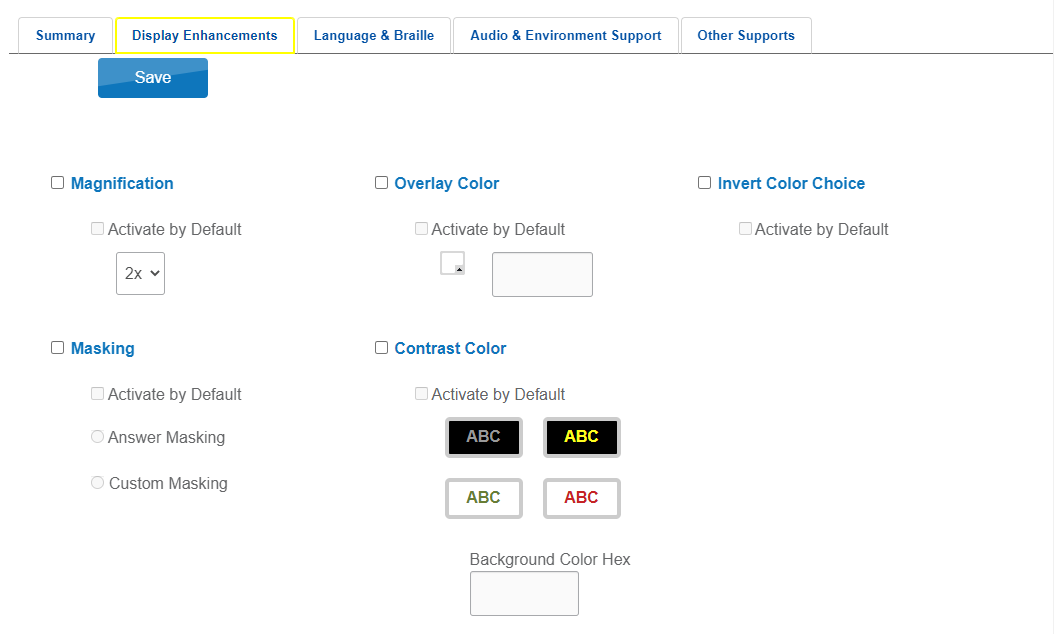 Summary Display Enhancements Language & Braille Audio & Environment Support Other Supports
Save
Magnification Overlay Color Invert Color Choice
Activate by Default Activate by Default Activate by Default
2x
Masking Contrast Color
Activate by Default Activate by Default
Answer Masking ABC ABC
Custom Masking ABC ABC
Background Color Hex